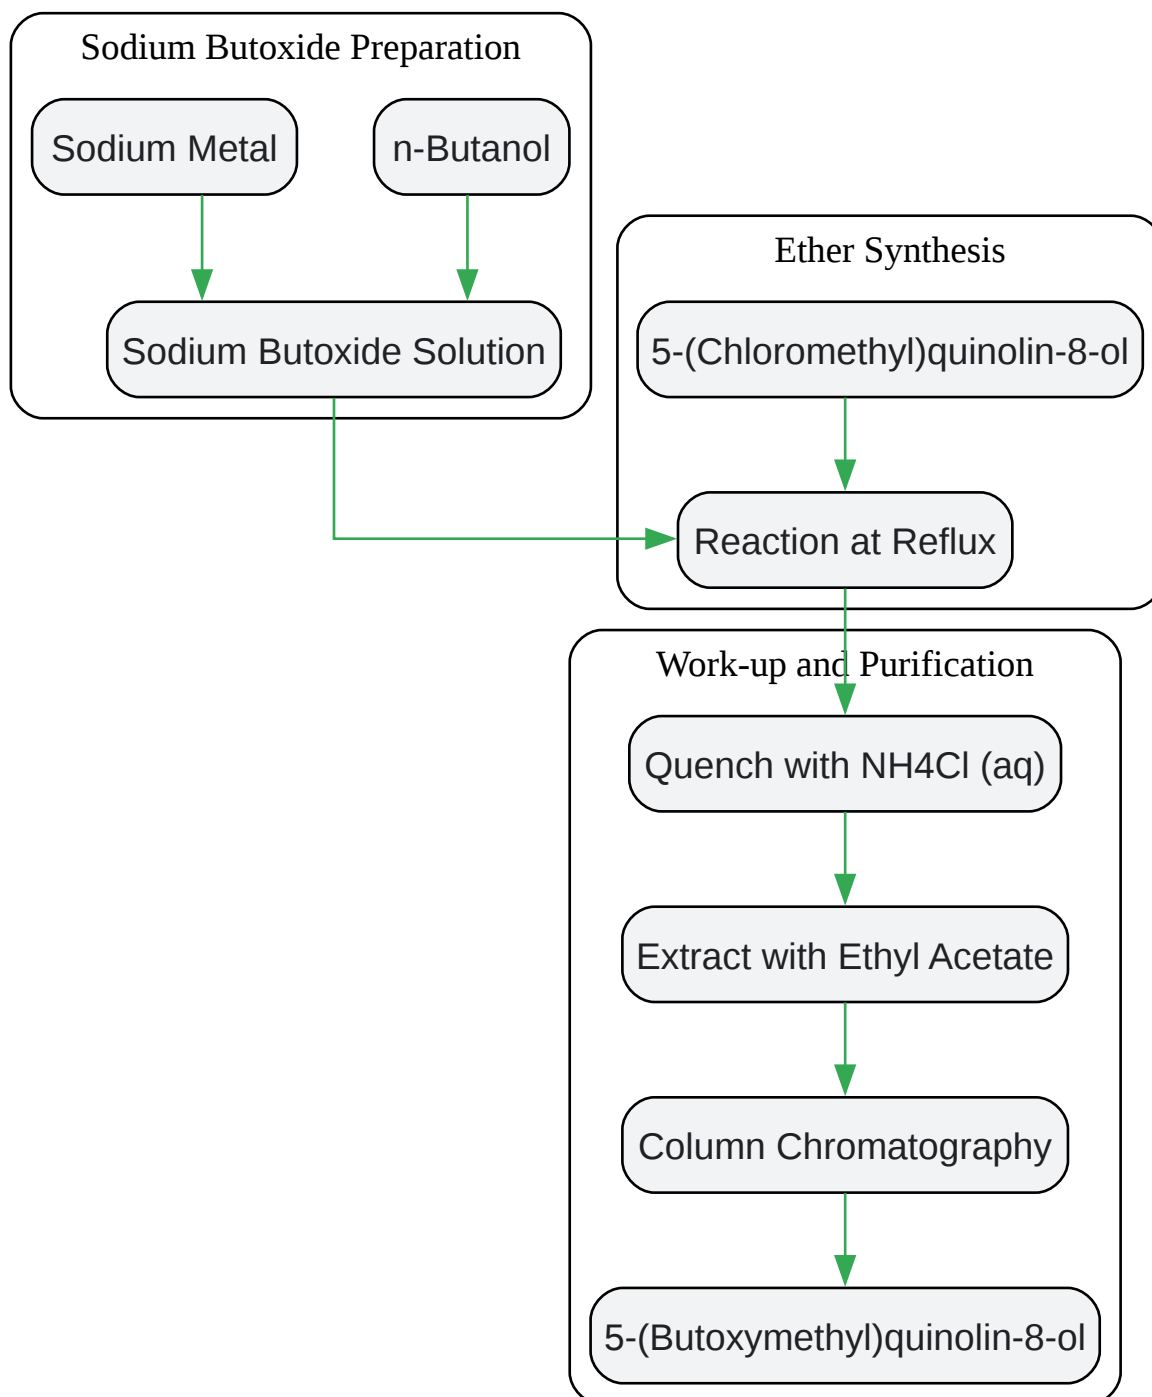 Sodium Butoxide Preparation
Sodium Metal
n-Butanol
Sodium Butoxide Solution
Ether Synthesis
5-(Chloromethyl)quinolin-8-ol
Reaction at Reflux
Work-up and Purification
Quench with NH4Cl (aq)
Extract with Ethyl Acetate
Column Chromatography
5-(Butoxymethyl)quinolin-8-ol